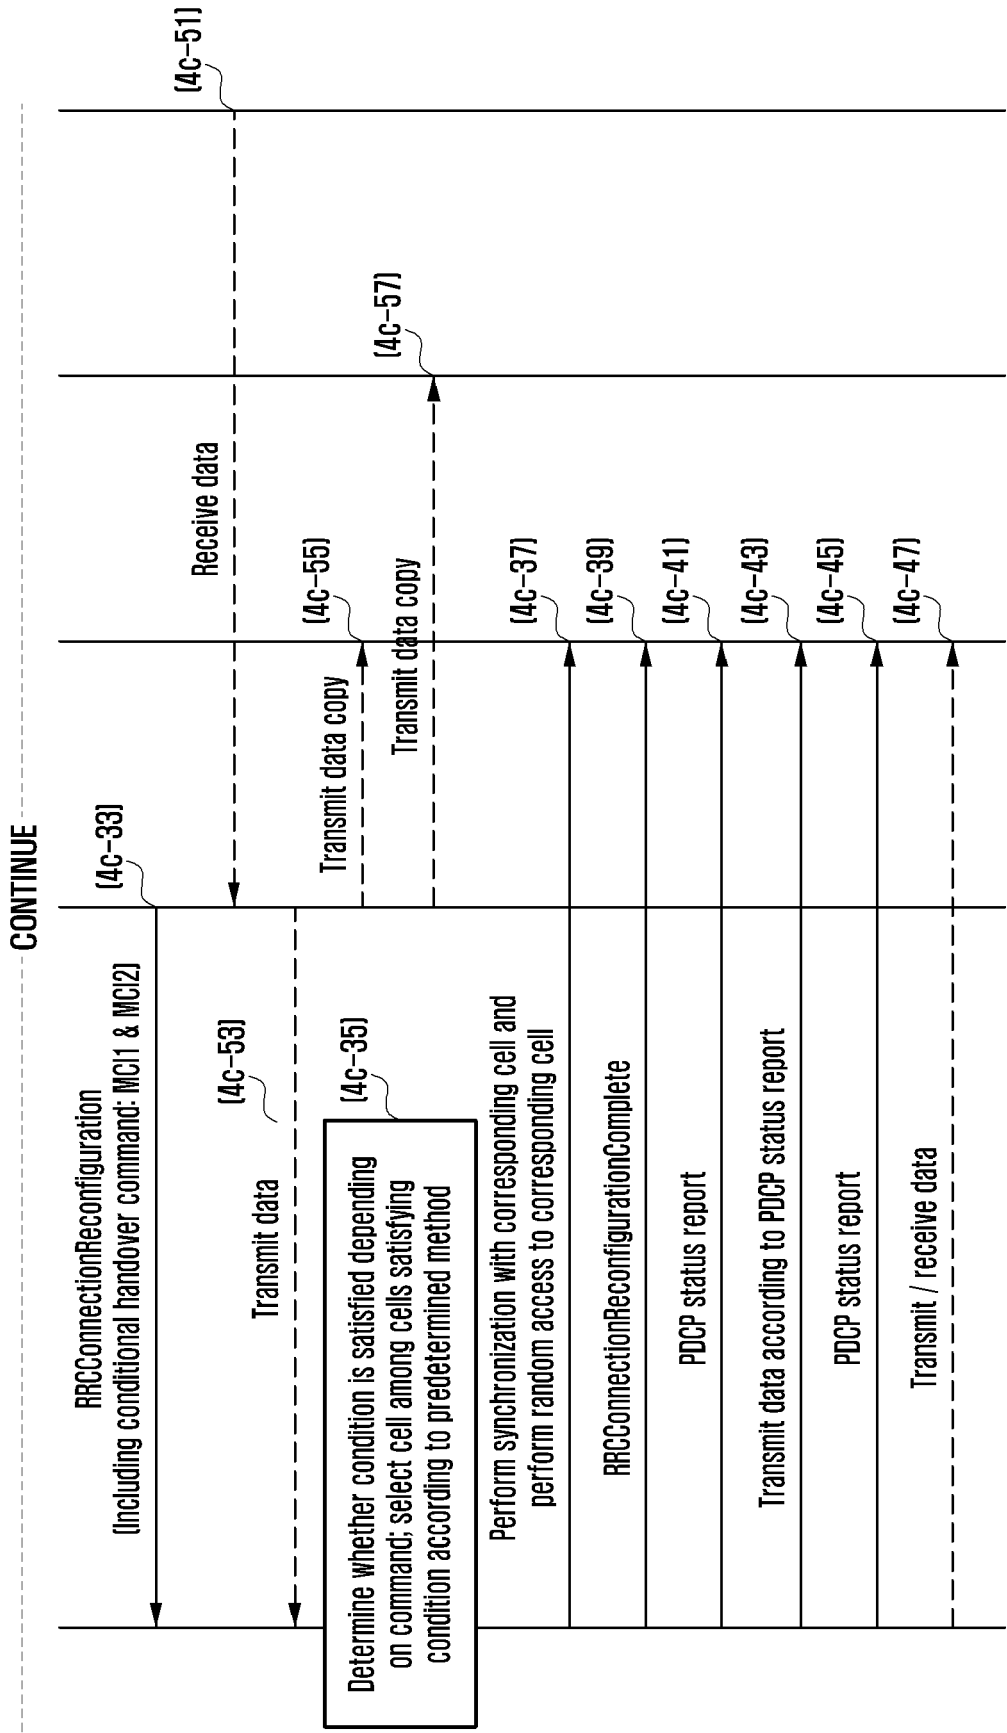 CONTINUE
RRCConnectionReconfiguration
(Including conditional handover command: MCI1 & MCI2)
(4c-33)
Receive data
(4c-51)
Transmit data
(4c-53)
Transmit data copy
(4c-55)
Transmit data copy
(4c-57)
Determine whether condition is satisfied depending
on command; select cell among cells satisfying
condition according to predetermined method
(4c-35)
Perform synchronization with corresponding cell and
perform random access to corresponding cell
(4c-37)
RRCConnectionReconfigurationComplete
(4c-39)
PDCP status report
(4c-41)
Transmit data according to PDCP status report
(4c-43)
PDCP status report
(4c-45)
Transmit / receive data
(4c-47)